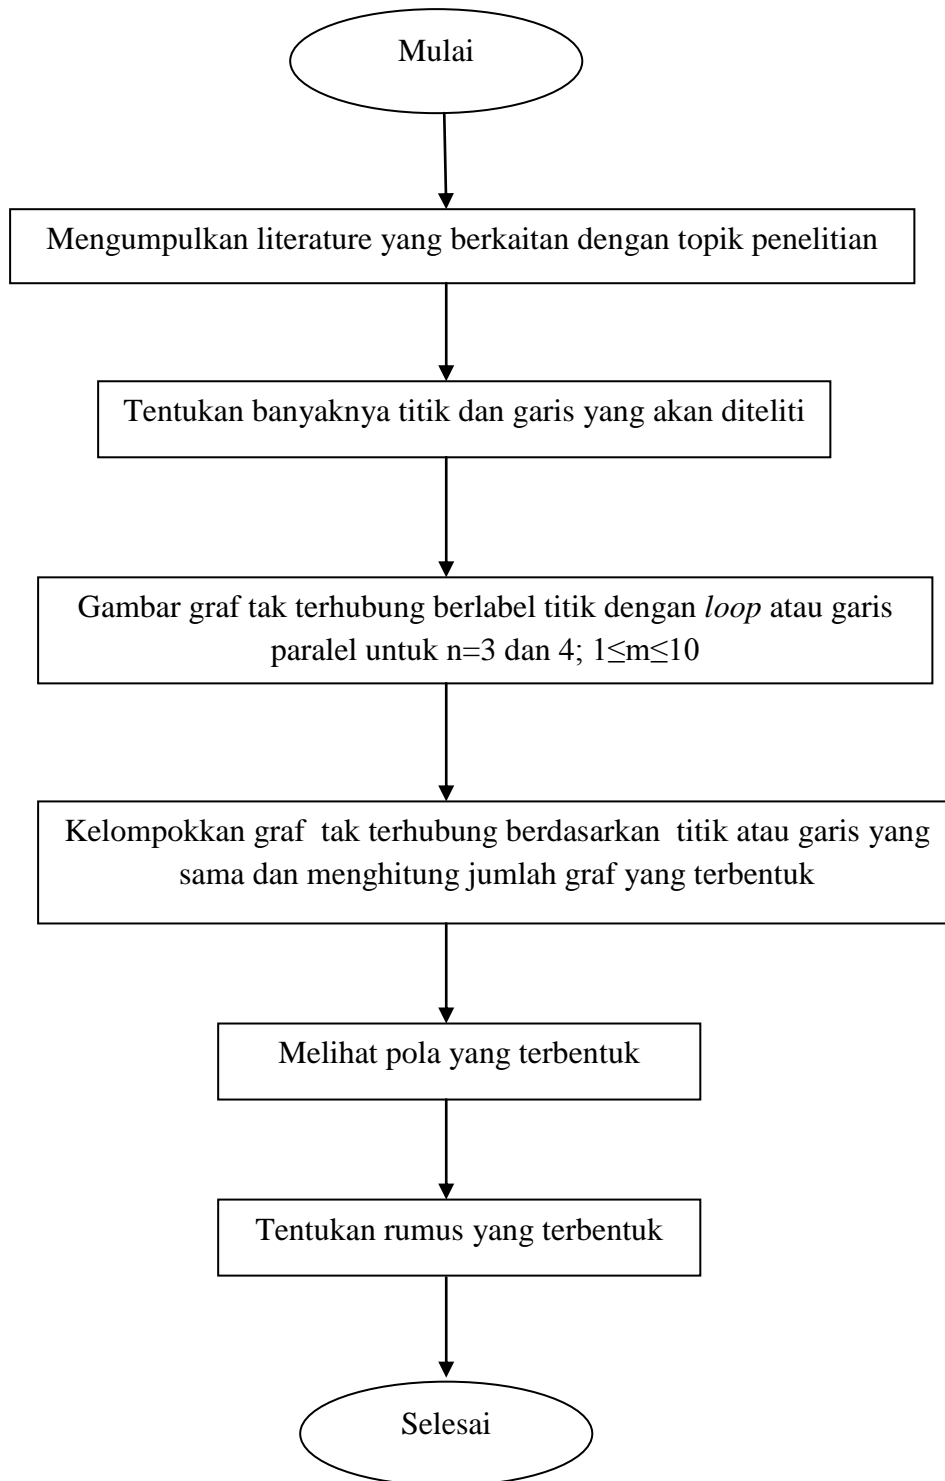 Mulai
Mengumpulkan literature yang berkaitan dengan topik penelitian
Tentukan banyaknya titik dan garis yang akan diteliti
Gambar graf tak terhubung berlabel titik dengan loop atau garis
paralel untuk n=3 dan 4; 1≤m≤10
Kelompokkan graf tak terhubung berdasarkan titik atau garis yang
sama dan menghitung jumlah graf yang terbentuk
Melihat pola yang terbentuk
Tentukan rumus yang terbentuk
Selesai